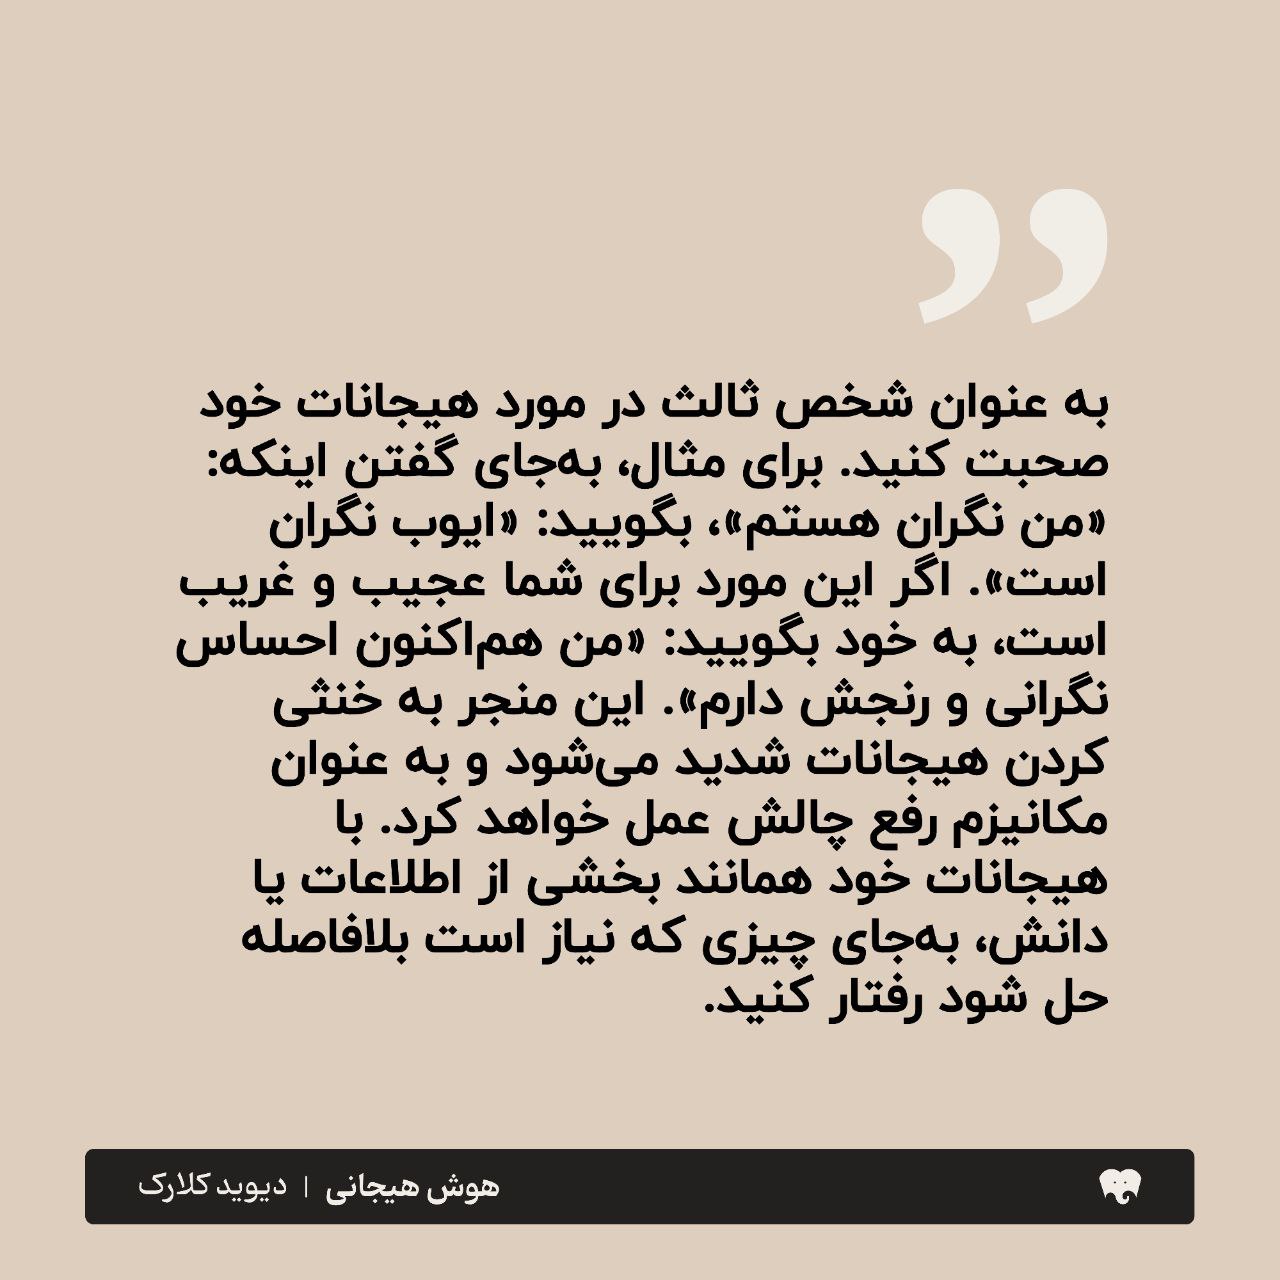 به عنوان شخص ثالث در مورد هیجانات خود
صحبت کنید. برای مثال، به‌جای گفتن اینکه:
«من نگران هستم»، بگویید: «ایوب نگران
است». اگر این مورد برای شما عجیب و غریب
است، به خود بگویید: «من هم‌اکنون احساس
نگرانی و رنجش دارم». این منجر به خنثی
کردن هیجانات شدید می‌شود و به عنوان
مکانیزم رفع چالش عمل خواهد کرد. با
هیجانات خود همانند بخشی از اطلاعات یا
دانش، به‌جای چیزی که نیاز است بلافاصله
حل شود رفتار کنید.
هوش هیجانی | دیوید کلارک